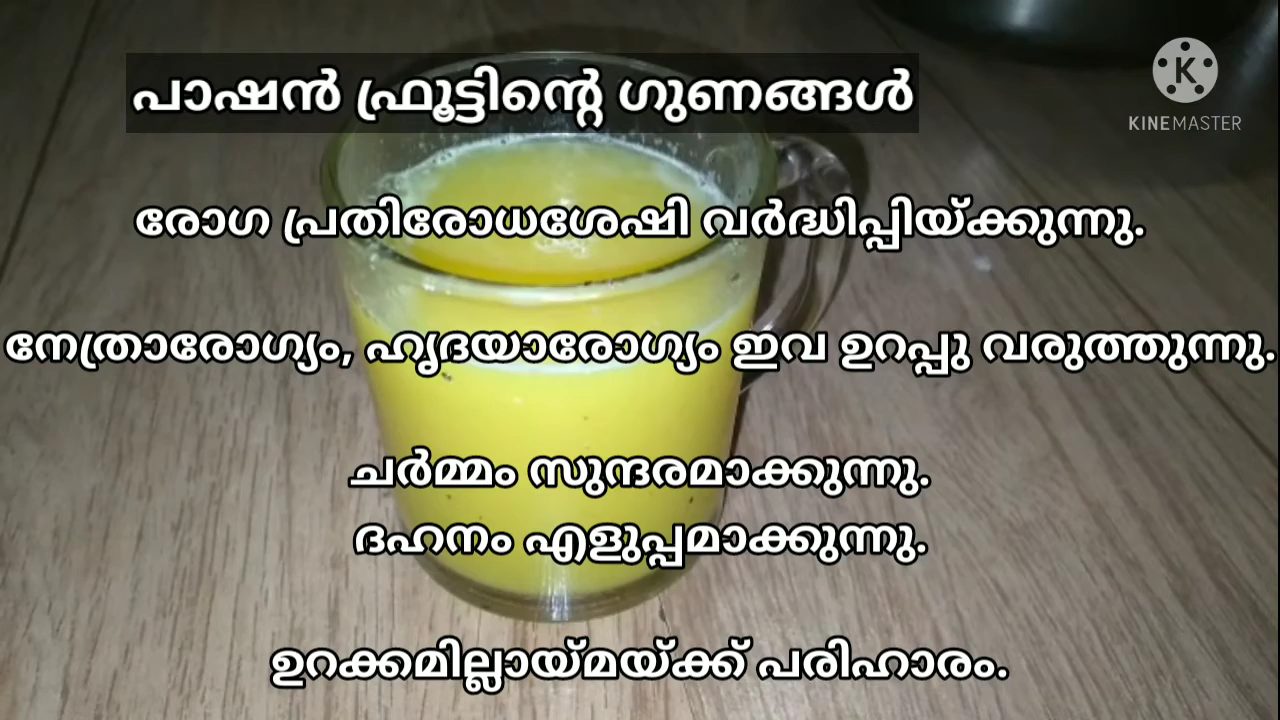 പാഷൻ ഫ്രൂട്ടിന്റെ ഗുണങ്ങൾ
KINEMASTER
രോഗ പ്രതിരോധശേഷി വർദ്ധിപ്പിയ്ക്കുന്നു.
നേത്രാരോഗ്യം, ഹൃദയാരോഗ്യം ഇവ ഉറപ്പു വരുത്തുന്നു.
ചർമ്മം സുന്ദരമാക്കുന്നു.
ദഹനം എളുപ്പമാക്കുന്നു.
ഉറക്കമില്ലായ്മയ്ക്ക് പരിഹാരം.